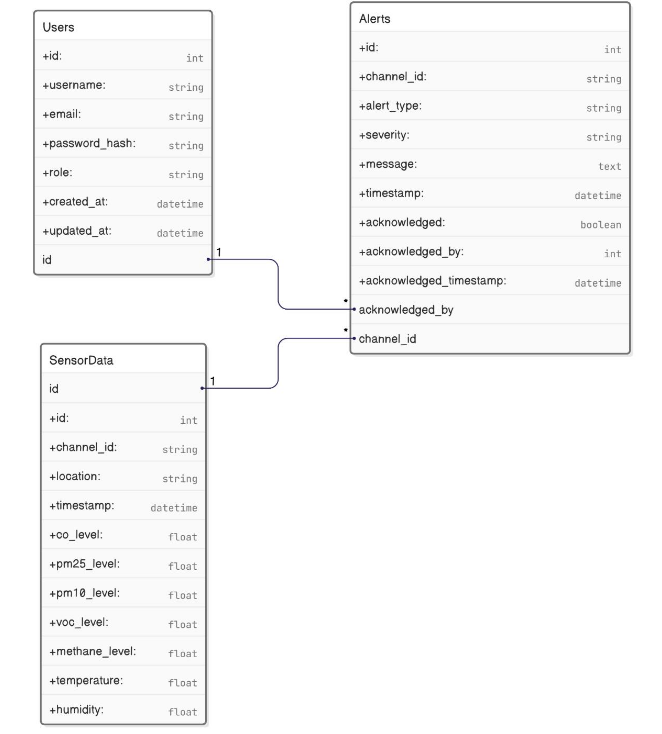 Users
+id: int
+username: string
+email: string
+password_hash: string
+role: string
+created_at: datetime
+updated_at: datetime
id 1
Alerts
+id: int
+channel_id: string
+alert_type: string
+severity: string
+message: text
+timestamp: datetime
+acknowledged: boolean
+acknowledged_by: int
+acknowledged_timestamp: datetime
* acknowledged_by
* channel_id
SensorData
id 1
+id: int
+channel_id: string
+location: string
+timestamp: datetime
+co_level: float
+pm25_level: float
+pm10_level: float
+voc_level: float
+methane_level: float
+temperature: float
+humidity: float